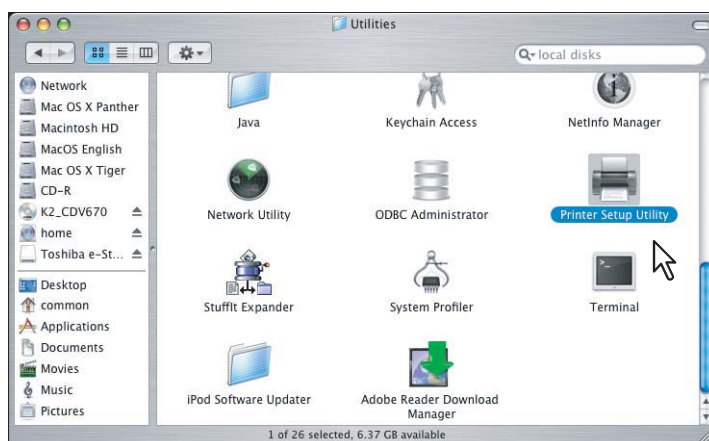 Utilities
local disks
Network
Mac OS X Panther
Macintosh HD
MacOS English
Mac OS X Tiger
CD-R
K2_CDV670
home
Toshiba e-St...
Desktop
common
Applications
Documents
Movies
Music
Pictures
Java
Keychain Access
NetInfo Manager
Network Utility
ODBC Administrator
Printer Setup Utility
StuffIt Expander
System Profiler
Terminal
iPod Software Updater
Adobe Reader Download
Manager
1 of 26 selected, 6.37 GB available